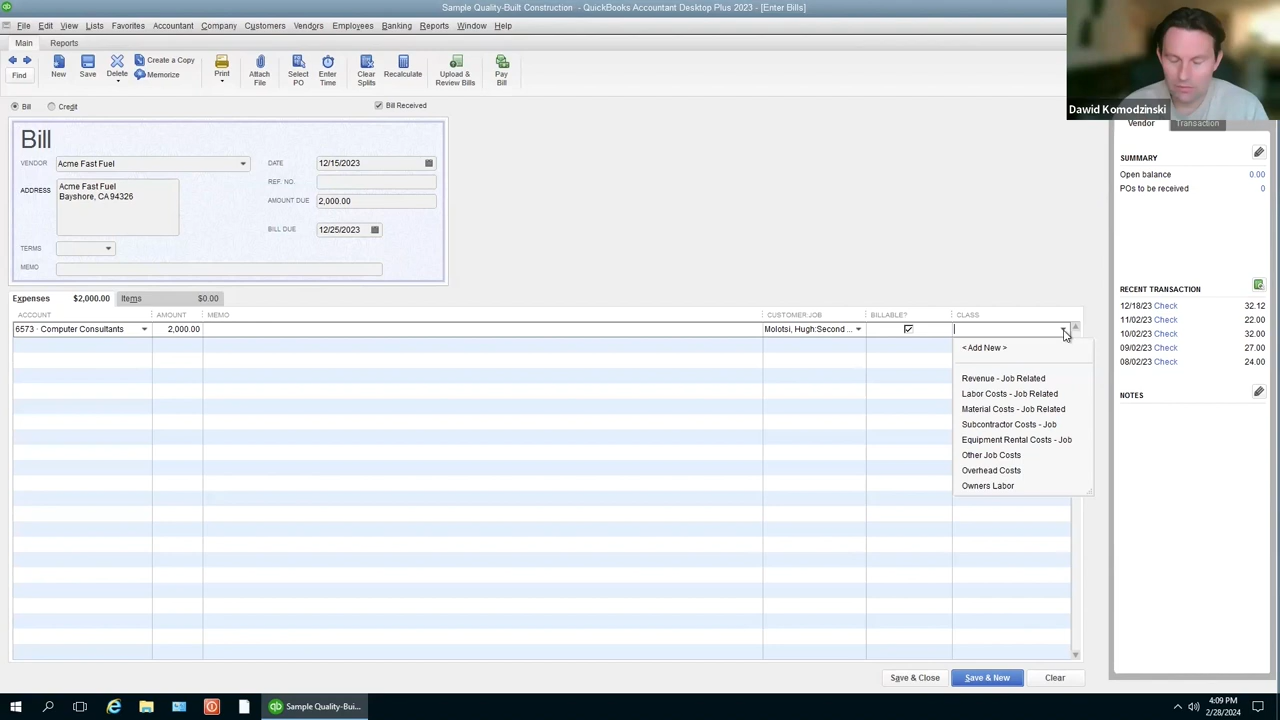 Sample Quality-Built Construction - QuickBooks Accountant Desktop Plus 2023 - [Enter Bills]
File Edit View Lists Favorites Accountant Company Customers Vendors Employees Banking Reports Window Help
Main Reports
Find
New
Save
Delete
Create a Copy
Memorize
Print
Attach File
Select PO
Enter Time
Clear Splits
Recalculate
Upload & Review Bills
Pay Bill
Bill Credit
Bill Received
Bill
VENDOR Acme Fast Fuel
ADDRESS Acme Fast Fuel
Bayshore, CA 94326
TERMS
MEMO
DATE 12/15/2023
REF. NO.
AMOUNT DUE 2,000.00
BILL DUE 12/25/2023
Expenses $2,000.00 Items $0.00
ACCOUNT AMOUNT MEMO CUSTOMER:JOB BILLABLE? CLASS
6573 · Computer Consultants 2,000.00 Molotsi, Hugh:Second ...
< Add New >
Revenue - Job Related
Labor Costs - Job Related
Material Costs - Job Related
Subcontractor Costs - Job
Equipment Rental Costs - Job
Other Job Costs
Overhead Costs
Owners Labor
Save & Close Save & New Clear
Dawid Komodzinski
Vendor Transaction
SUMMARY
Open balance 0.00
POs to be received 0
RECENT TRANSACTION
12/18/23 Check 32.12
11/02/23 Check 22.00
10/02/23 Check 32.00
09/02/23 Check 27.00
08/02/23 Check 24.00
NOTES
Sample Quality-Bui...
4:09 PM
2/28/2024